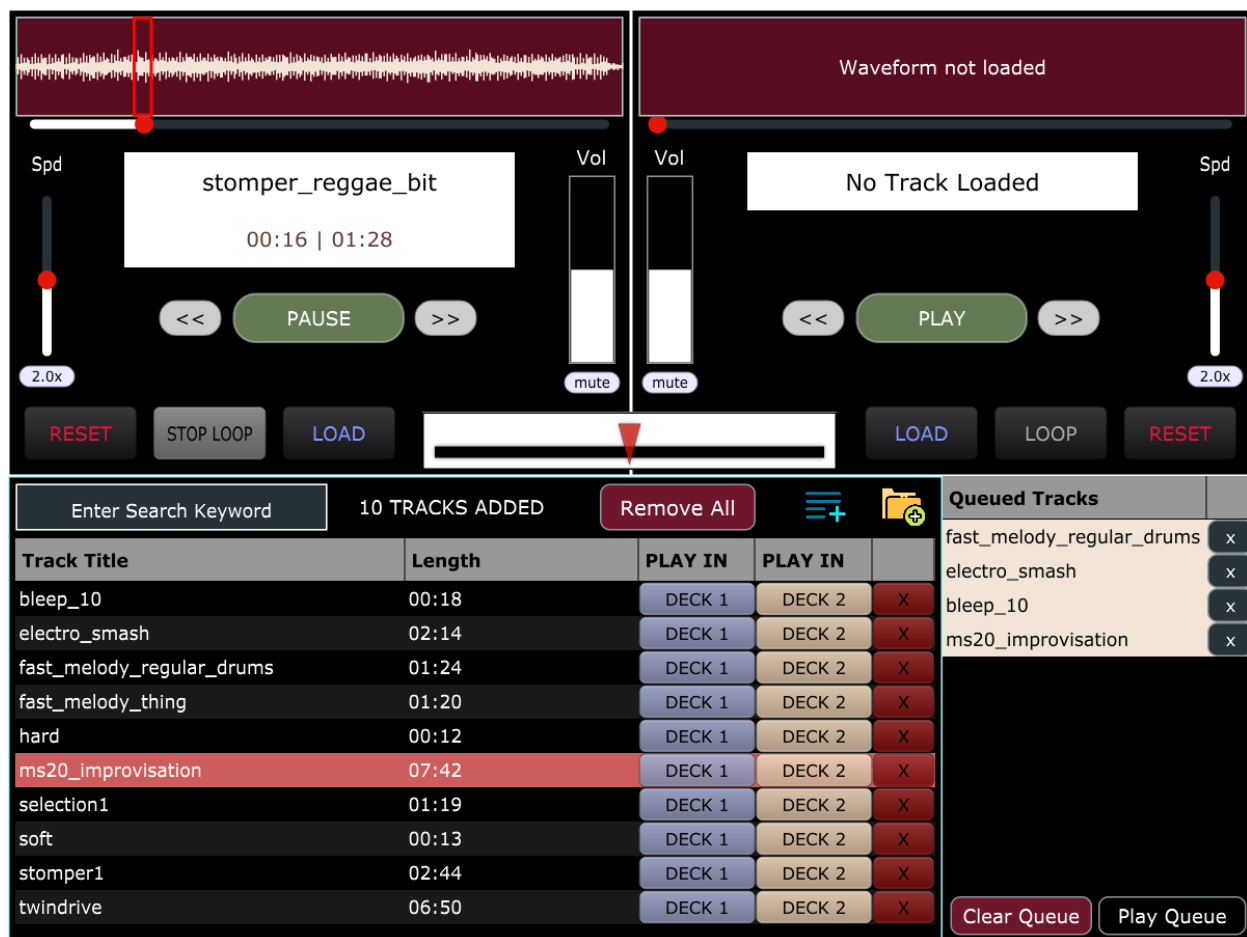 Waveform not loaded
Spd
stomper_reggae_bit
00:16 | 01:28
Vol
Vol
No Track Loaded
Spd
<<
PAUSE
>>
<<
PLAY
>>
2.0x
mute
mute
2.0x
RESET
STOP LOOP
LOAD
LOAD
LOOP
RESET
Enter Search Keyword
10 TRACKS ADDED
Remove All
Track Title Length PLAY IN PLAY IN
bleep_10 00:18 DECK 1 DECK 2 X
electro_smash 02:14 DECK 1 DECK 2 X
fast_melody_regular_drums 01:24 DECK 1 DECK 2 X
fast_melody_thing 01:20 DECK 1 DECK 2 X
hard 00:12 DECK 1 DECK 2 X
ms20_improvisation 07:42 DECK 1 DECK 2 X
selection1 01:19 DECK 1 DECK 2 X
soft 00:13 DECK 1 DECK 2 X
stomper1 02:44 DECK 1 DECK 2 X
twindrive 06:50 DECK 1 DECK 2 X
Queued Tracks
fast_melody_regular_drums x
electro_smash x
bleep_10 x
ms20_improvisation x
Clear Queue
Play Queue